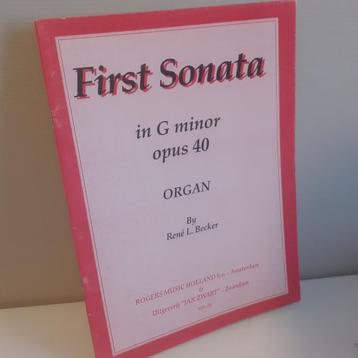 First Sonata
in G minor
opus 40
ORGAN
By
René L. Becker
ROGERS MUSIC HOLLAND b.v. - Amsterdam
&
Uitgeverij "JAN ZWART" - Zaandam